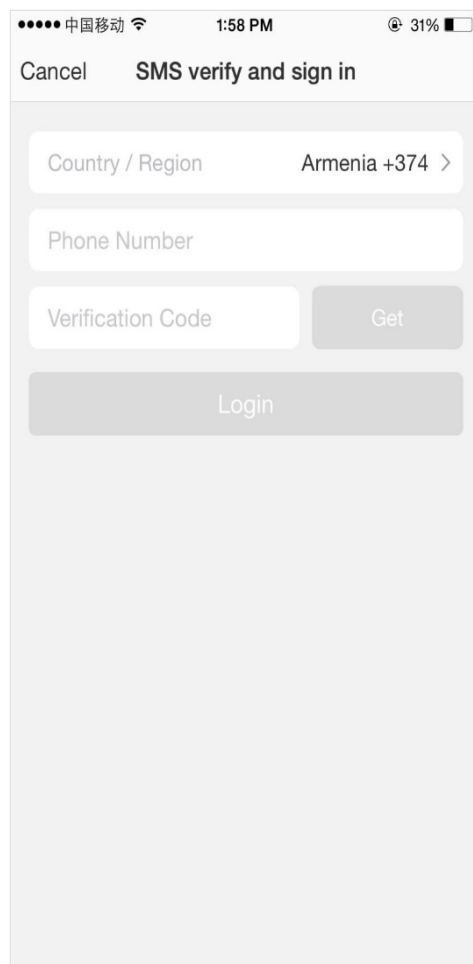 中国移动 1:58 PM 31%
Cancel SMS verify and sign in
Country / Region Armenia +374 >
Phone Number
Verification Code Get
Login